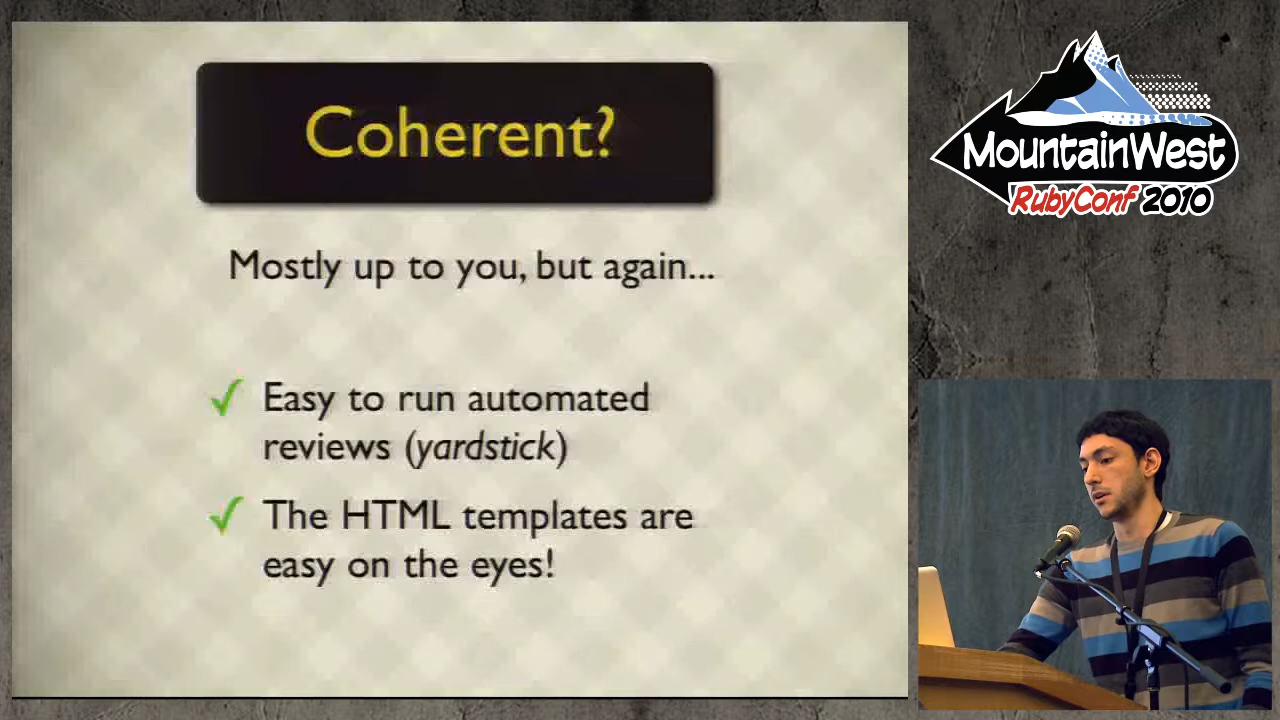 Coherent?
Mostly up to you, but again...
✓ Easy to run automated
reviews (yardstick)
✓ The HTML templates are
easy on the eyes!
MountainWest
RubyConf 2010